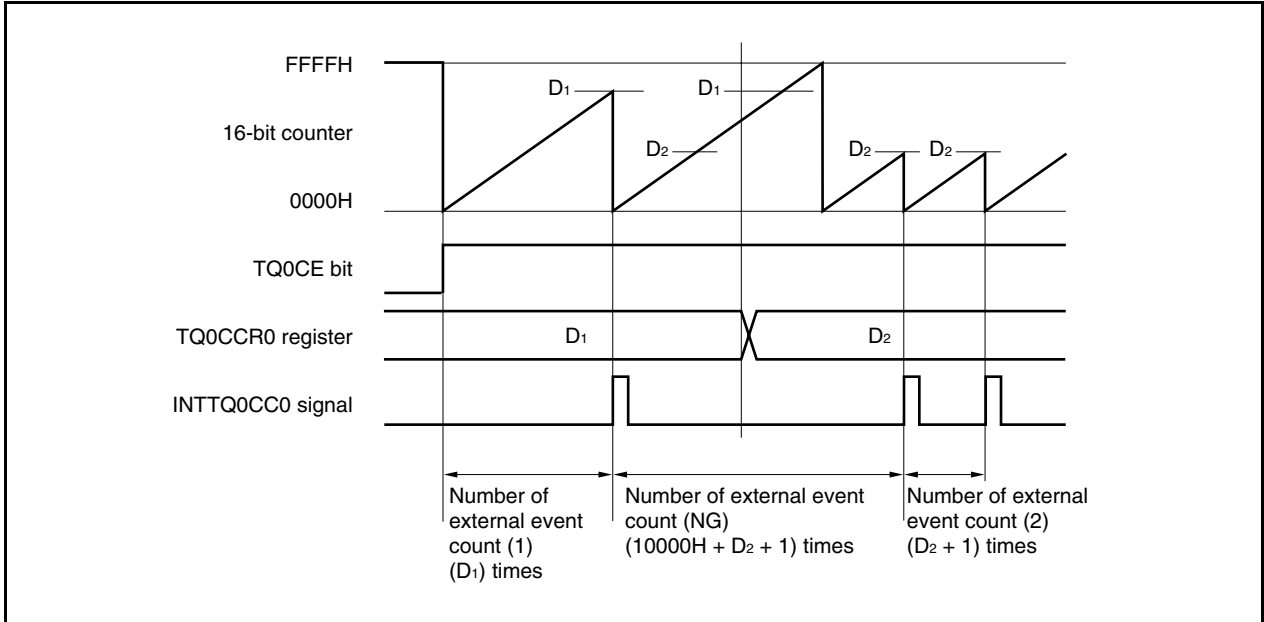 FFFFH
D1
D1
16-bit counter
D2
D2
D2
0000H
TQ0CE bit
TQ0CCR0 register
D1
D2
INTTQ0CC0 signal
Number of
external event
count (1)
(D1) times
Number of external event
count (NG)
(10000H + D2 + 1) times
Number of external
event count (2)
(D2 + 1) times